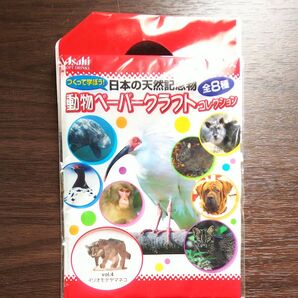 Asahi
SOFT DRINKS
つくって学ぼう!
日本の天然記念物
全8種
動物ペーパークラフトコレクション
vol.4
イリオモテヤマネコ